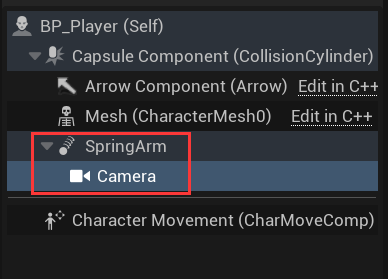 BP_Player (Self)
Capsule Component (CollisionCylinder)
Arrow Component (Arrow) Edit in C++
Mesh (CharacterMesh0) Edit in C++
SpringArm
Camera
Character Movement (CharMoveComp)